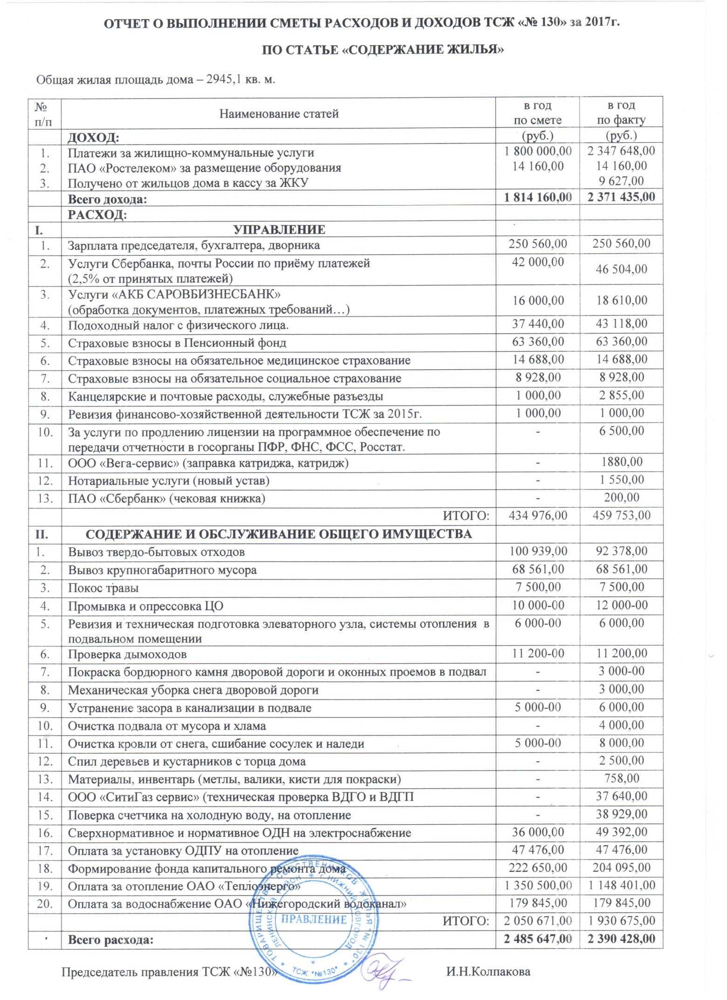 ОТЧЕТ О ВЫПОЛНЕНИИ СМЕТЫ РАСХОДОВ И ДОХОДОВ ТСЖ «№ 130» за 2017г.
ПО СТАТЬЕ «СОДЕРЖАНИЕ ЖИЛЬЯ»
Общая жилая площадь дома – 2945,1 кв. м.
№ п/п Наименование статей в год по смете в год по факту
ДОХОД: (руб.) (руб.)
1. Платежи за жилищно-коммунальные услуги 1 800 000,00 2 347 648,00
2. ПАО «Ростелеком» за размещение оборудования 14 160,00 14 160,00
3. Получено от жильцов дома в кассу за ЖКУ 9 627,00
Всего дохода: 1 814 160,00 2 371 435,00
РАСХОД:
I. УПРАВЛЕНИЕ
1. Зарплата председателя, бухгалтера, дворника 250 560,00 250 560,00
2. Услуги Сбербанка, почты России по приёму платежей 42 000,00 46 504,00
(2,5% от принятых платежей)
3. Услуги «АКБ САРОВБИЗНЕСБАНК» 16 000,00 18 610,00
(обработка документов, платежных требований…)
4. Подоходный налог с физического лица. 37 440,00 43 118,00
5. Страховые взносы в Пенсионный фонд 63 360,00 63 360,00
6. Страховые взносы на обязательное медицинское страхование 14 688,00 14 688,00
7. Страховые взносы на обязательное социальное страхование 8 928,00 8 928,00
8. Канцелярские и почтовые расходы, служебные разъезды 1 000,00 2 855,00
9. Ревизия финансово-хозяйственной деятельности ТСЖ за 2015г. 1 000,00 1 000,00
10. За услуги по продлению лицензии на программное обеспечение по - 6 500,00
передачи отчетности в госорганы ПФР, ФНС, ФСС, Росстат.
11. ООО «Вега-сервис» (заправка катриджа, катридж) - 1880,00
12. Нотариальные услуги (новый устав) - 1 550,00
13. ПАО «Сбербанк» (чековая книжка) - 200,00
ИТОГО: 434 976,00 459 753,00
II. СОДЕРЖАНИЕ И ОБСЛУЖИВАНИЕ ОБЩЕГО ИМУЩЕСТВА
1. Вывоз твердо-бытовых отходов 100 939,00 92 378,00
2. Вывоз крупногабаритного мусора 68 561,00 68 561,00
3. Покос травы 7 500,00 7 500,00
4. Промывка и опрессовка ЦО 10 000-00 12 000-00
5. Ревизия и техническая подготовка элеваторного узла, системы отопления в 6 000-00 6 000,00
подвальном помещении
6. Проверка дымоходов 11 200-00 11 200,00
7. Покраска бордюрного камня дворовой дороги и оконных проемов в подвал - 3 000-00
8. Механическая уборка снега дворовой дороги - 3 000,00
9. Устранение засора в канализации в подвале 5 000-00 6 000,00
10. Очистка подвала от мусора и хлама - 4 000,00
11. Очистка кровли от снега, сшибание сосулек и наледи 5 000-00 8 000,00
12. Спил деревьев и кустарников с торца дома - 2 500,00
13. Материалы, инвентарь (метлы, валики, кисти для покраски) - 758,00
14. ООО «СитиГаз сервис» (техническая проверка ВДГО и ВДГП - 37 640,00
15. Поверка счетчика на холодную воду, на отопление - 38 929,00
16. Сверхнормативное и нормативное ОДН на электроснабжение 36 000,00 49 392,00
17. Оплата за установку ОДПУ на отопление 47 476,00 47 476,00
18. Формирование фонда капитального ремонта дома 222 650,00 204 095,00
19. Оплата за отопление ОАО «Теплоэнерго» 1 350 500,00 1 148 401,00
20. Оплата за водоснабжение ОАО «Нижегородский водоканал» 179 845,00 179 845,00
ИТОГО: 2 050 671,00 1 930 675,00
Всего расхода: 2 485 647,00 2 390 428,00
ТОВАРИЩЕСТВО СОБСТВЕННИКОВ ЖИЛЬЯ "№ 130" * ТСЖ "№130" *
ЛЕНИНСКИЙ РАЙОН * г. НИЖНИЙ НОВГОРОД *
ПРАВЛЕНИЕ
Председатель правления ТСЖ «№130» И.Н.Колпакова